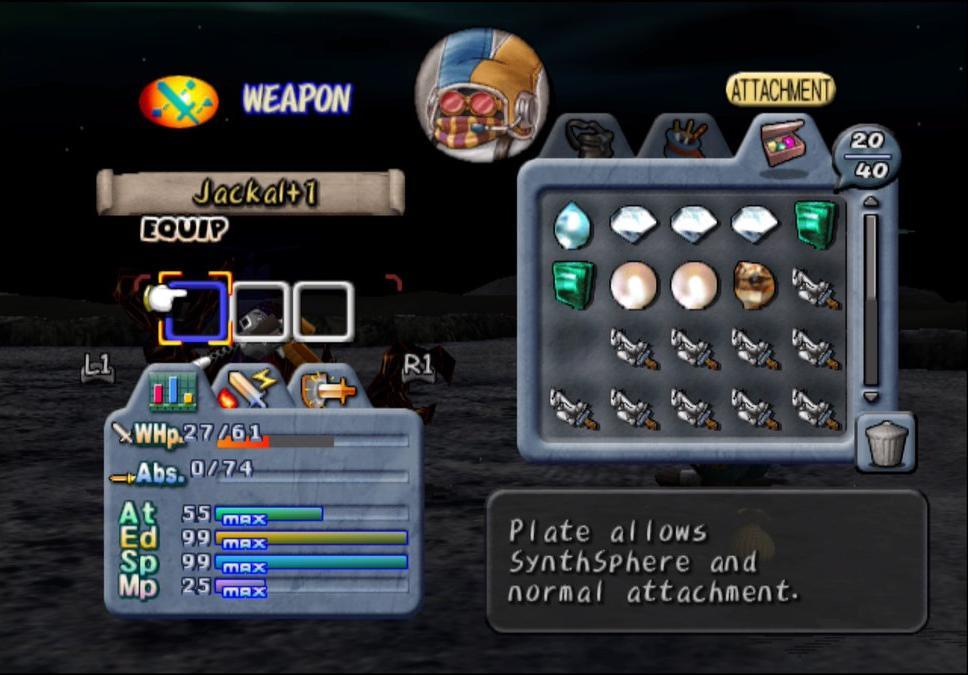 WEAPON
ATTACHMENT
20
40
Jackal+1
EQUIP
L1
R1
WHp. 27/61
Abs. 0/74
At 55 max
Ed 99 max
Sp 99 max
Mp 25 max
Plate allows
SynthSphere and
normal attachment.